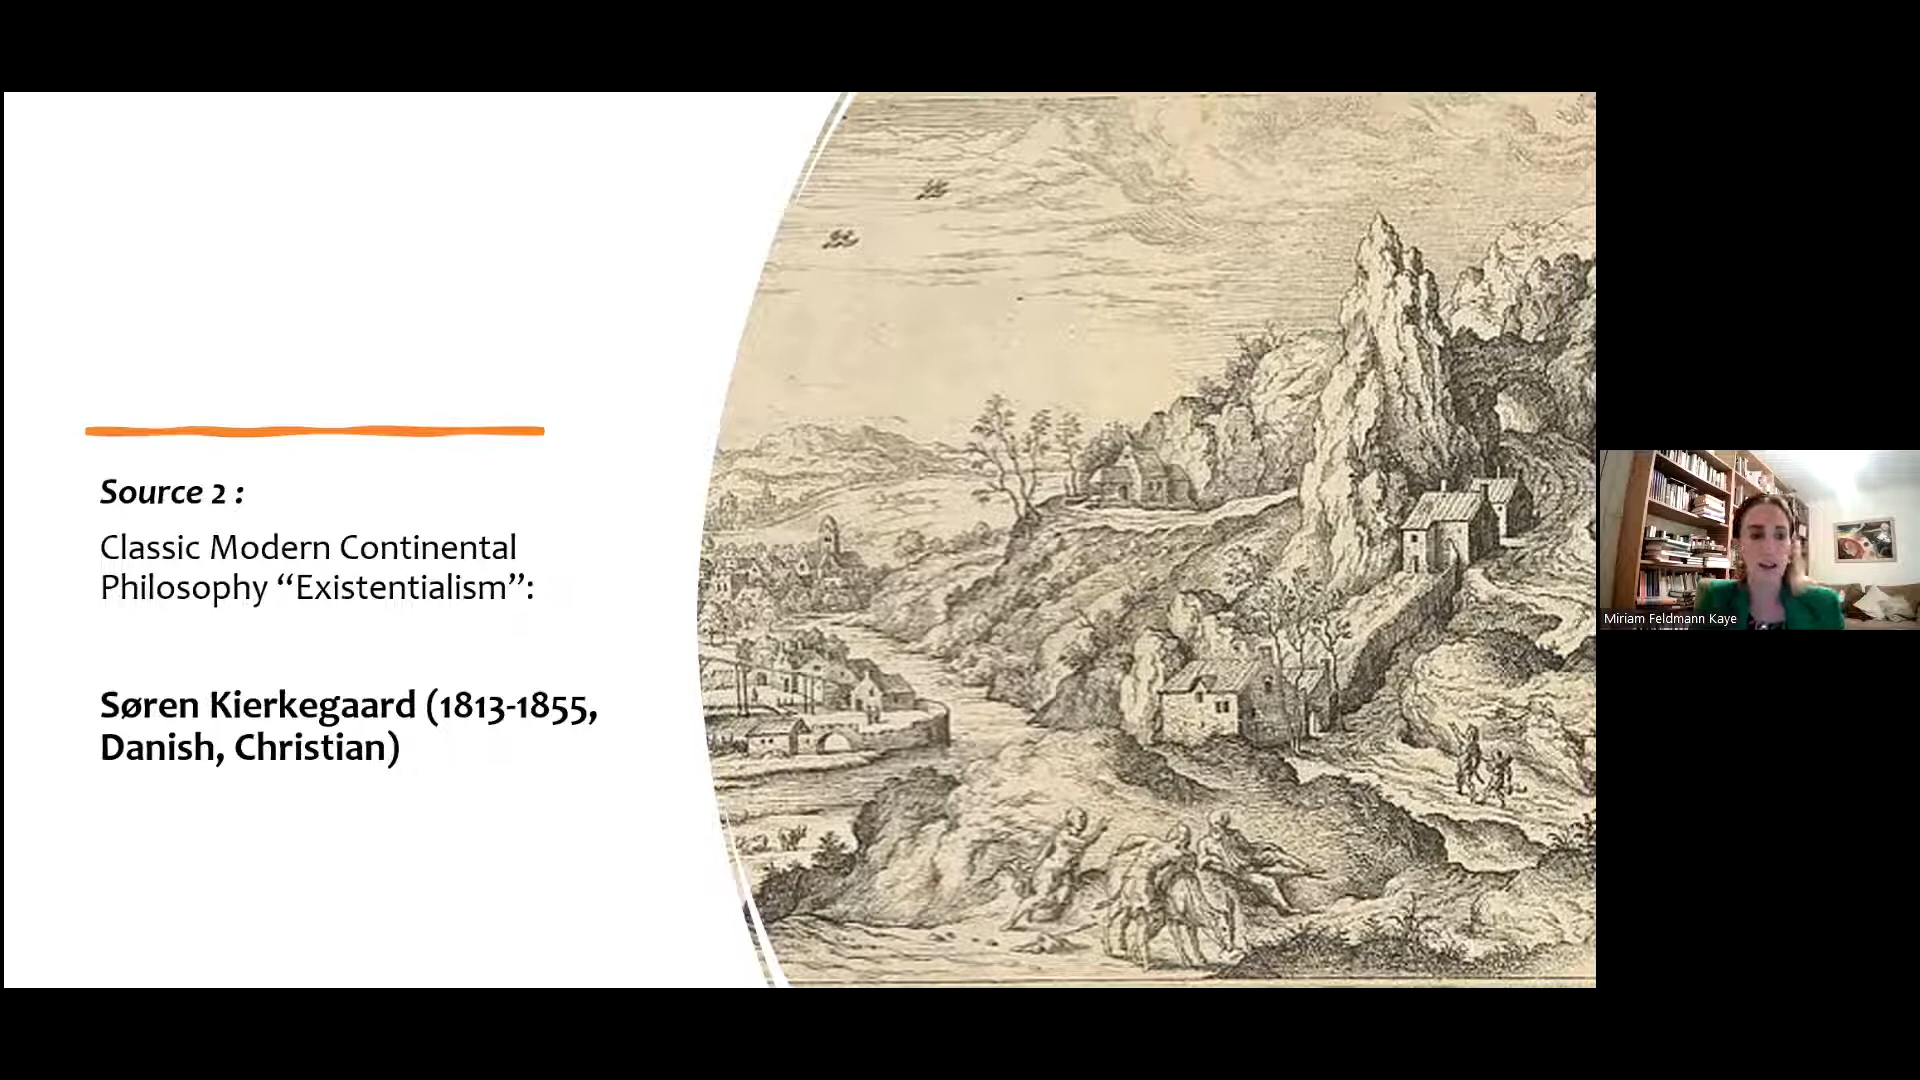 Source 2 :
Classic Modern Continental
Philosophy “Existentialism”:
Søren Kierkegaard (1813-1855,
Danish, Christian)
Miriam Feldmann Kaye